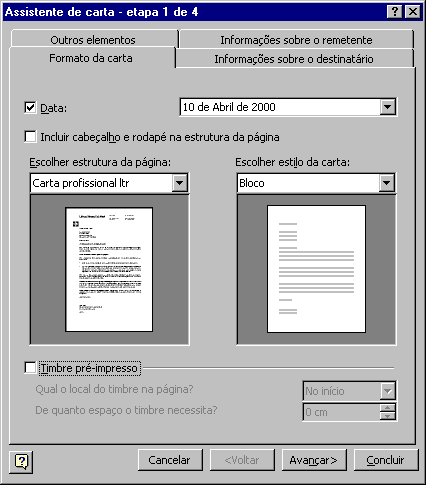 Assistente de carta - etapa 1 de 4
Outros elementos
Informações sobre o remetente
Formato da carta
Informações sobre o destinatário
Data:
10 de Abril de 2000
Incluir cabeçalho e rodapé na estrutura da página
Escolher estrutura da página:
Escolher estilo da carta:
Carta profissional ltr
Bloco
Timbre pré-impresso
Qual o local do timbre na página?
No início
De quanto espaço o timbre necessita?
0 cm
?
Cancelar
<Voltar
Avançar>
Concluir